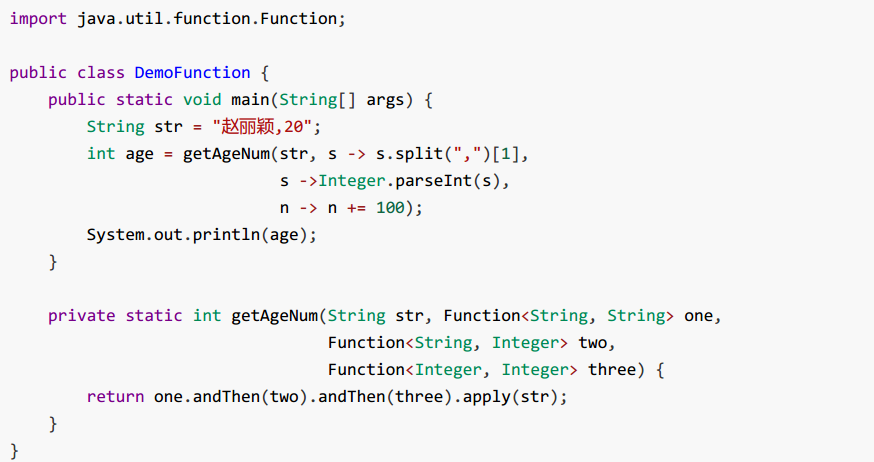 import java.util.function.Function;
public class DemoFunction {
public static void main(String[] args) {
String str = "赵丽颖,20";
int age = getAgeNum(str, s -> s.split(",")[1],
s ->Integer.parseInt(s),
n -> n += 100);
System.out.println(age);
}
private static int getAgeNum(String str, Function<String, String> one,
Function<String, Integer> two,
Function<Integer, Integer> three) {
return one.andThen(two).andThen(three).apply(str);
}
}